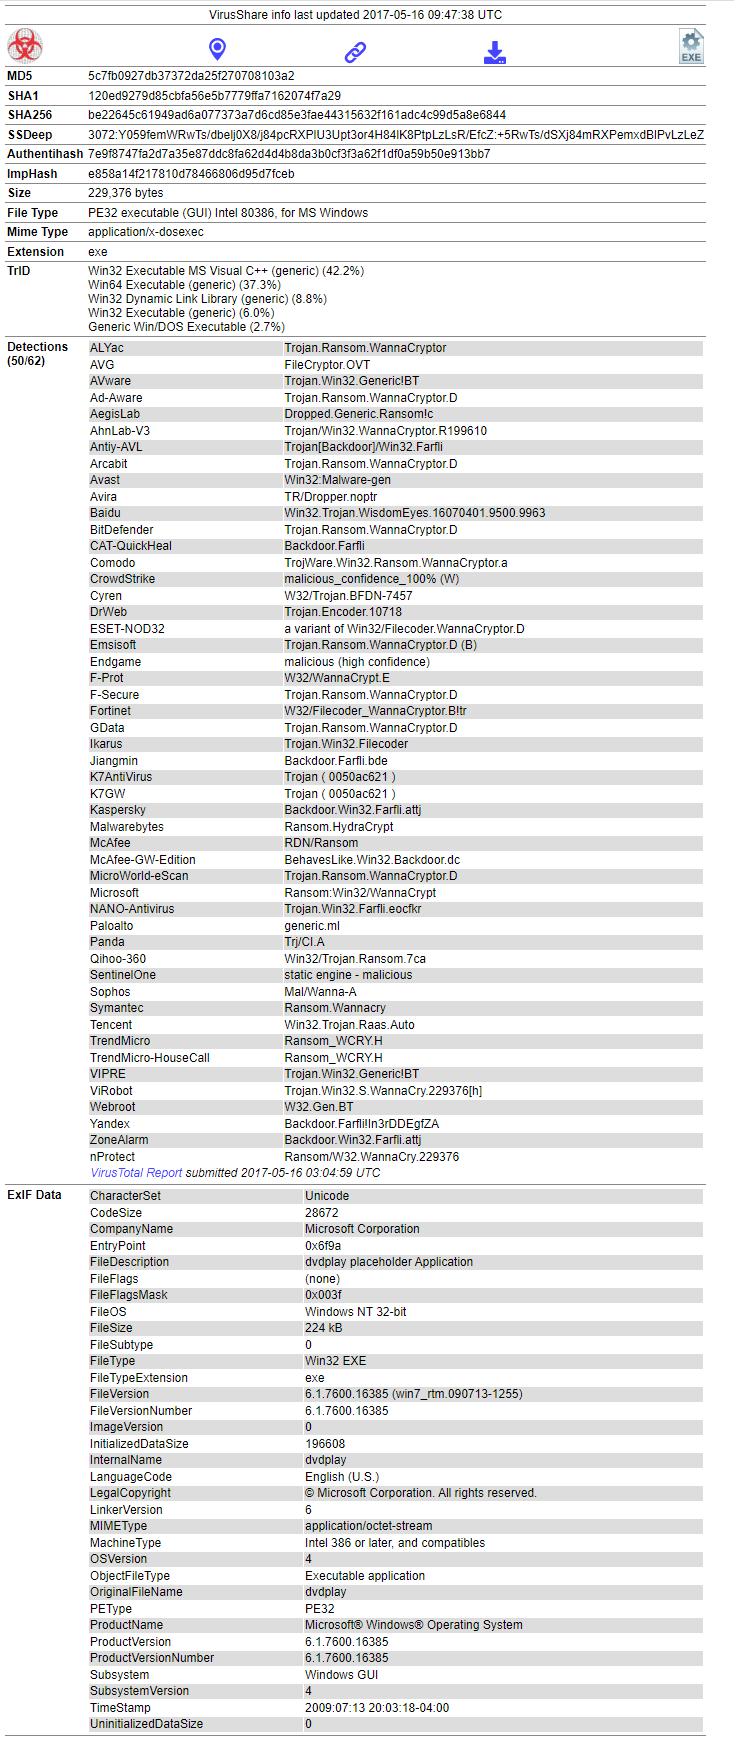 VirusShare info last updated 2017-05-16 09:47:38 UTC
EXE
MD5 5c7fb0927db37372da25f270708103a2
SHA1 120ed9279d85cbfa56e5b7779ffa7162074f7a29
SHA256 be22645c61949ad6a077373a7d6cd85e3fae44315632f161adc4c99d5a8e6844
SSDeep 3072:Y059femWRwTs/dbelj0X8/j84pcRXPlU3Upt3or4H84lK8PtpLzLsR/EfcZ:+5RwTs/dSXj84mRXPemxdBlPvLzLeZ
Authentihash 7e9f8747fa2d7a35e87ddc8fa62d4d4b8da3b0cf3f3a62f1df0a59b50e913bb7
ImpHash e858a14f217810d78466806d95d7fceb
Size 229,376 bytes
File Type PE32 executable (GUI) Intel 80386, for MS Windows
Mime Type application/x-dosexec
Extension exe
TrID Win32 Executable MS Visual C++ (generic) (42.2%)
Win64 Executable (generic) (37.3%)
Win32 Dynamic Link Library (generic) (8.8%)
Win32 Executable (generic) (6.0%)
Generic Win/DOS Executable (2.7%)
Detections (50/62)
ALYac Trojan.Ransom.WannaCryptor
AVG FileCryptor.OVT
AVware Trojan.Win32.Generic!BT
Ad-Aware Trojan.Ransom.WannaCryptor.D
AegisLab Dropped.Generic.Ransom!c
AhnLab-V3 Trojan/Win32.WannaCryptor.R199610
Antiy-AVL Trojan[Backdoor]/Win32.Farfli
Arcabit Trojan.Ransom.WannaCryptor.D
Avast Win32:Malware-gen
Avira TR/Dropper.noptr
Baidu Win32.Trojan.WisdomEyes.16070401.9500.9963
BitDefender Trojan.Ransom.WannaCryptor.D
CAT-QuickHeal Backdoor.Farfli
Comodo TrojWare.Win32.Ransom.WannaCryptor.a
CrowdStrike malicious_confidence_100% (W)
Cyren W32/Trojan.BFDN-7457
DrWeb Trojan.Encoder.10718
ESET-NOD32 a variant of Win32/Filecoder.WannaCryptor.D
Emsisoft Trojan.Ransom.WannaCryptor.D (B)
Endgame malicious (high confidence)
F-Prot W32/WannaCrypt.E
F-Secure Trojan.Ransom.WannaCryptor.D
Fortinet W32/Filecoder_WannaCryptor.B!tr
GData Trojan.Ransom.WannaCryptor.D
Ikarus Trojan.Win32.Filecoder
Jiangmin Backdoor.Farfli.bde
K7AntiVirus Trojan ( 0050ac621 )
K7GW Trojan ( 0050ac621 )
Kaspersky Backdoor.Win32.Farfli.attj
Malwarebytes Ransom.HydraCrypt
McAfee RDN/Ransom
McAfee-GW-Edition BehavesLike.Win32.Backdoor.dc
MicroWorld-eScan Trojan.Ransom.WannaCryptor.D
Microsoft Ransom:Win32/WannaCrypt
NANO-Antivirus Trojan.Win32.Farfli.eocfkr
Paloalto generic.ml
Panda Trj/CI.A
Qihoo-360 Win32/Trojan.Ransom.7ca
SentinelOne static engine - malicious
Sophos Mal/Wanna-A
Symantec Ransom.Wannacry
Tencent Win32.Trojan.Raas.Auto
TrendMicro Ransom_WCRY.H
TrendMicro-HouseCall Ransom_WCRY.H
VIPRE Trojan.Win32.Generic!BT
ViRobot Trojan.Win32.S.WannaCry.229376[h]
Webroot W32.Gen.BT
Yandex Backdoor.Farfli!ln3rDDEgfZA
ZoneAlarm Backdoor.Win32.Farfli.attj
nProtect Ransom/W32.WannaCry.229376
VirusTotal Report submitted 2017-05-16 03:04:59 UTC
ExIF Data CharacterSet Unicode
CodeSize 28672
CompanyName Microsoft Corporation
EntryPoint 0x6f9a
FileDescription dvdplay placeholder Application
FileFlags (none)
FileFlagsMask 0x003f
FileOS Windows NT 32-bit
FileSize 224 kB
FileSubtype 0
FileType Win32 EXE
FileTypeExtension exe
FileVersion 6.1.7600.16385 (win7_rtm.090713-1255)
FileVersionNumber 6.1.7600.16385
ImageVersion 0
InitializedDataSize 196608
InternalName dvdplay
LanguageCode English (U.S.)
LegalCopyright © Microsoft Corporation. All rights reserved.
LinkerVersion 6
MIMEType application/octet-stream
MachineType Intel 386 or later, and compatibles
OSVersion 4
ObjectFileType Executable application
OriginalFileName dvdplay
PEType PE32
ProductName Microsoft® Windows® Operating System
ProductVersion 6.1.7600.16385
ProductVersionNumber 6.1.7600.16385
Subsystem Windows GUI
SubsystemVersion 4
TimeStamp 2009:07:13 20:03:18-04:00
UninitializedDataSize 0